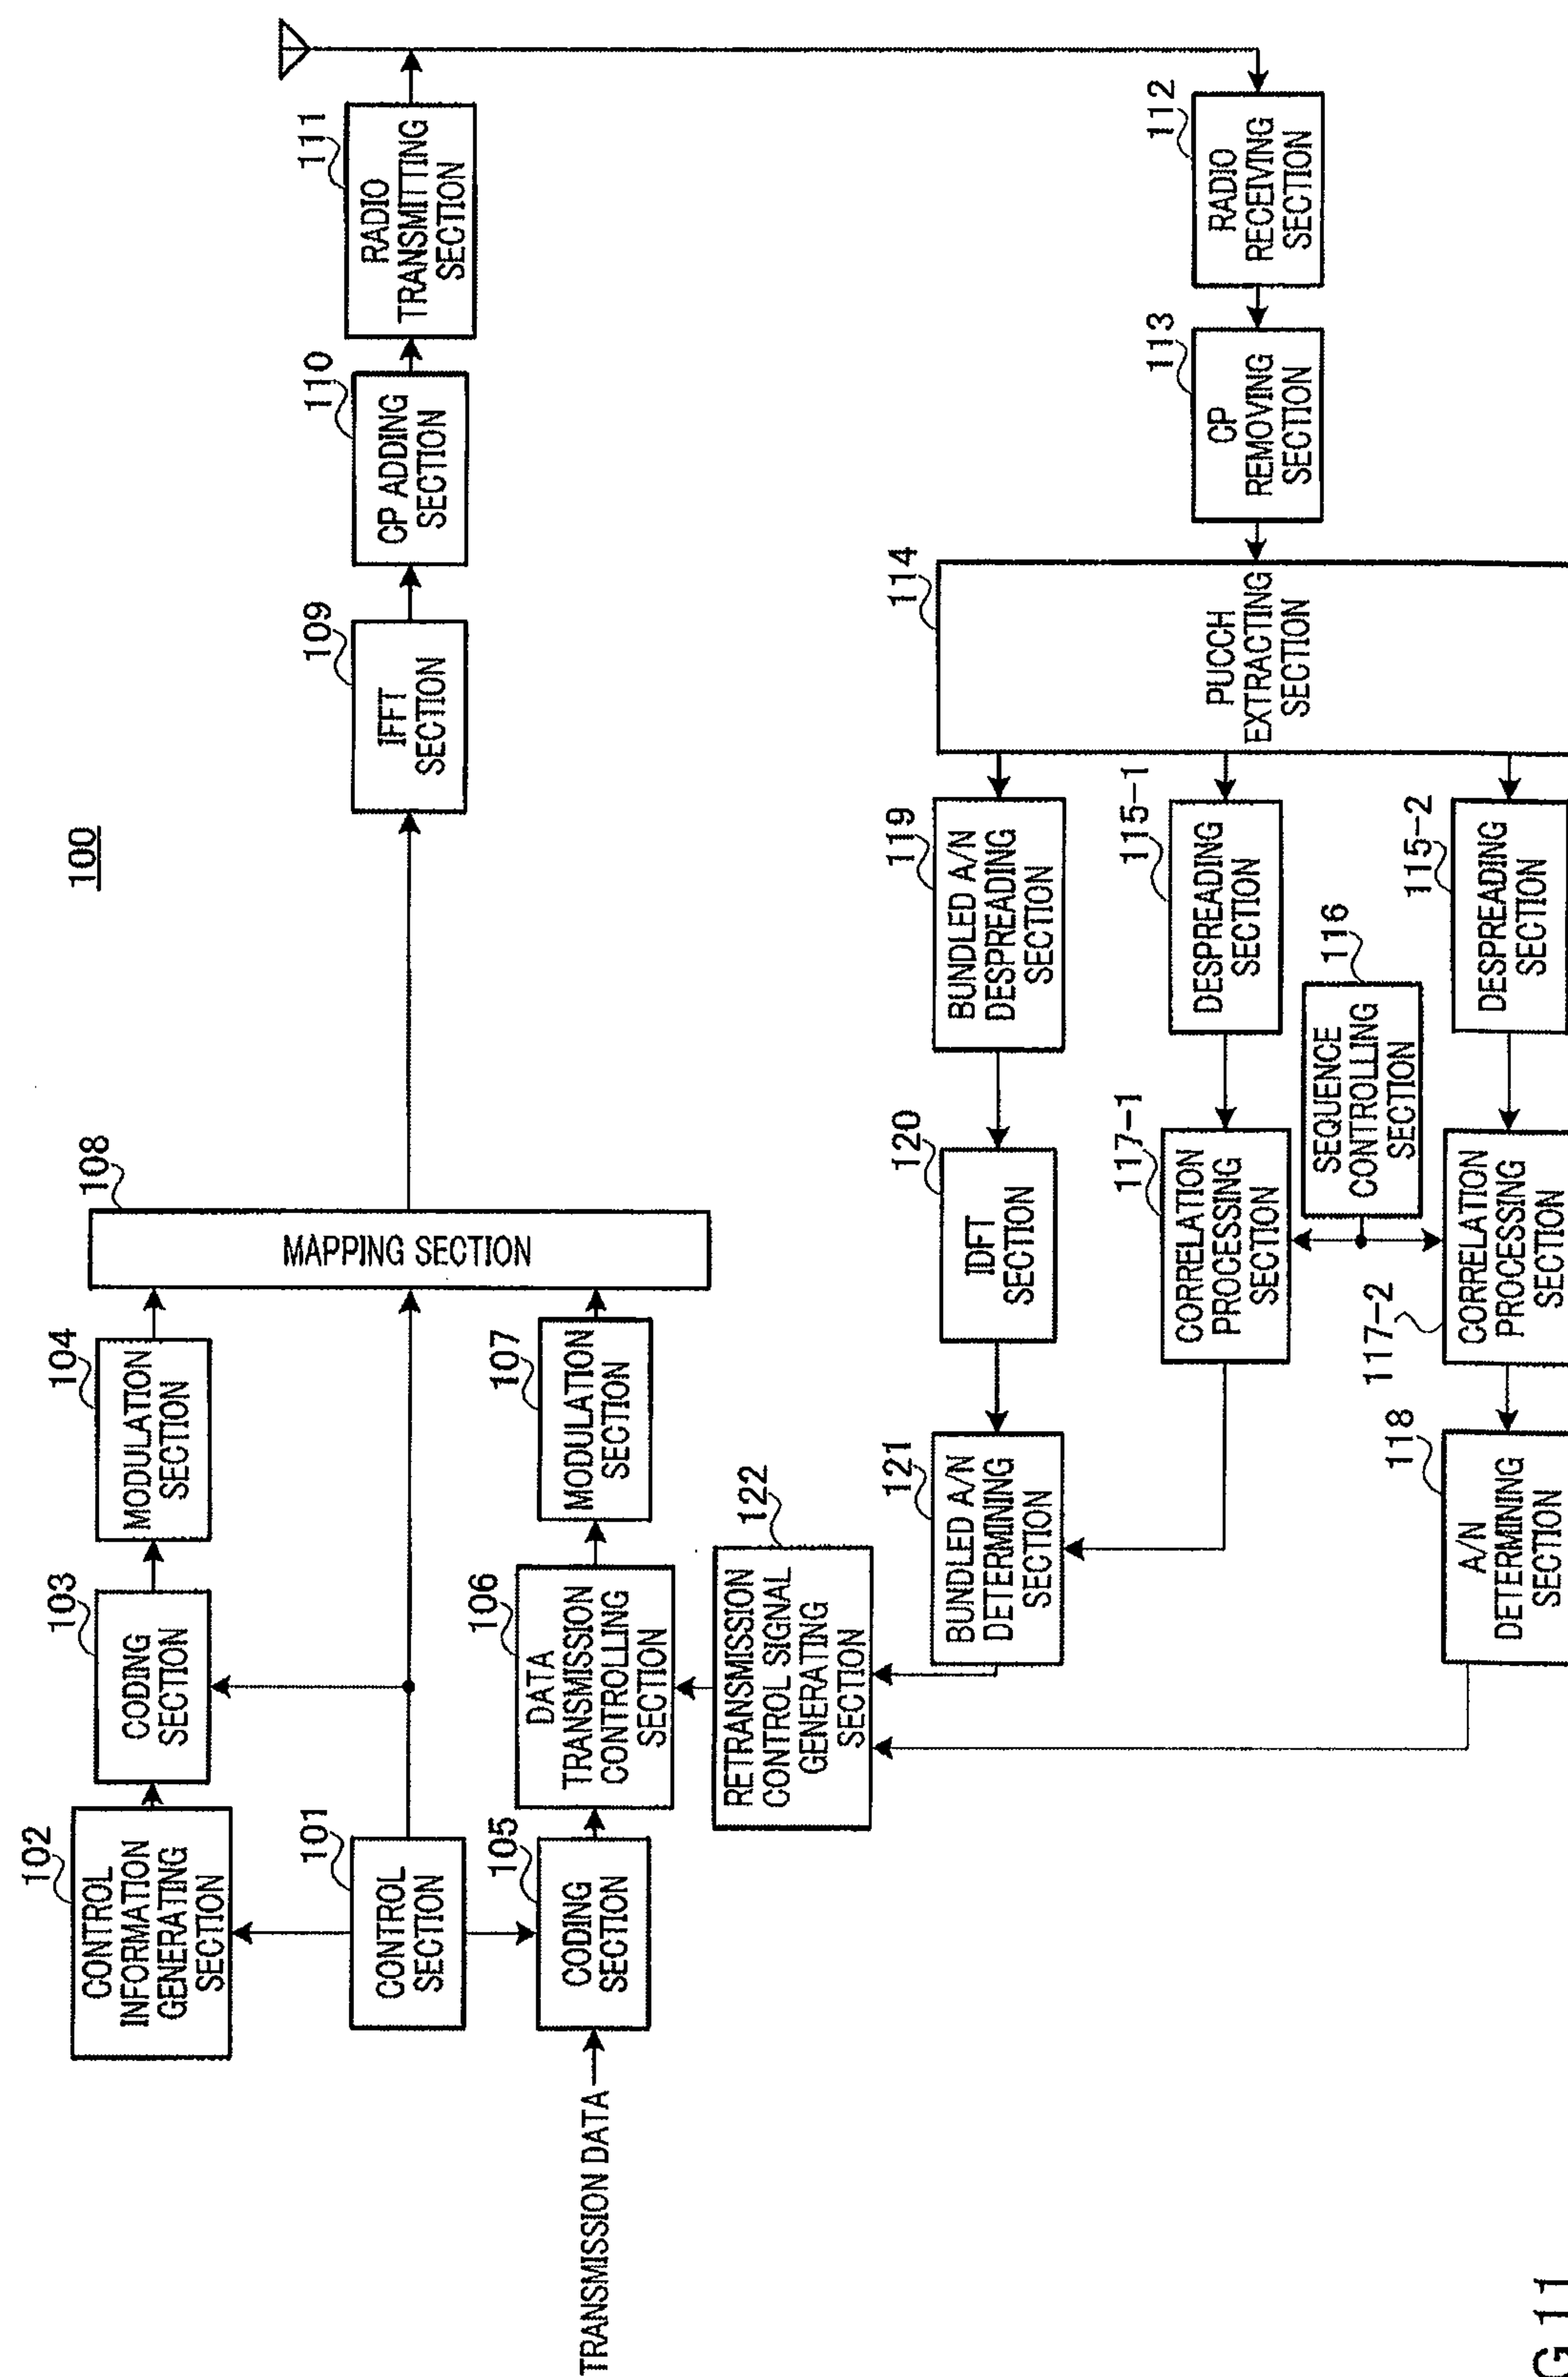 100
102
CONTROL
INFORMATION
GENERATING
SECTION
103
CODING
SECTION
104
MODULATION
SECTION
108
MAPPING SECTION
101
CONTROL
SECTION
109
IFFT
SECTION
110
CP ADDING
SECTION
111
RADIO
TRANSMITTING
SECTION
TRANSMISSION DATA
105
CODING
SECTION
106
DATA
TRANSMISSION
CONTROLLING
SECTION
107
MODULATION
SECTION
122
RETRANSMISSION
CONTROL SIGNAL
GENERATING
SECTION
121
BUNDLED A/N
DETERMINING
SECTION
120
IDFT
SECTION
119
BUNDLED A/N
DESPREADING
SECTION
114
PUCCH
EXTRACTING
SECTION
113
CP
REMOVING
SECTION
112
RADIO
RECEIVING
SECTION
117-1
CORRELATION
PROCESSING
SECTION
115-1
DESPREADING
SECTION
116
SEQUENCE
CONTROLLING
SECTION
118
A/N
DETERMINING
SECTION
117-2
CORRELATION
PROCESSING
SECTION
115-2
DESPREADING
SECTION
G.11